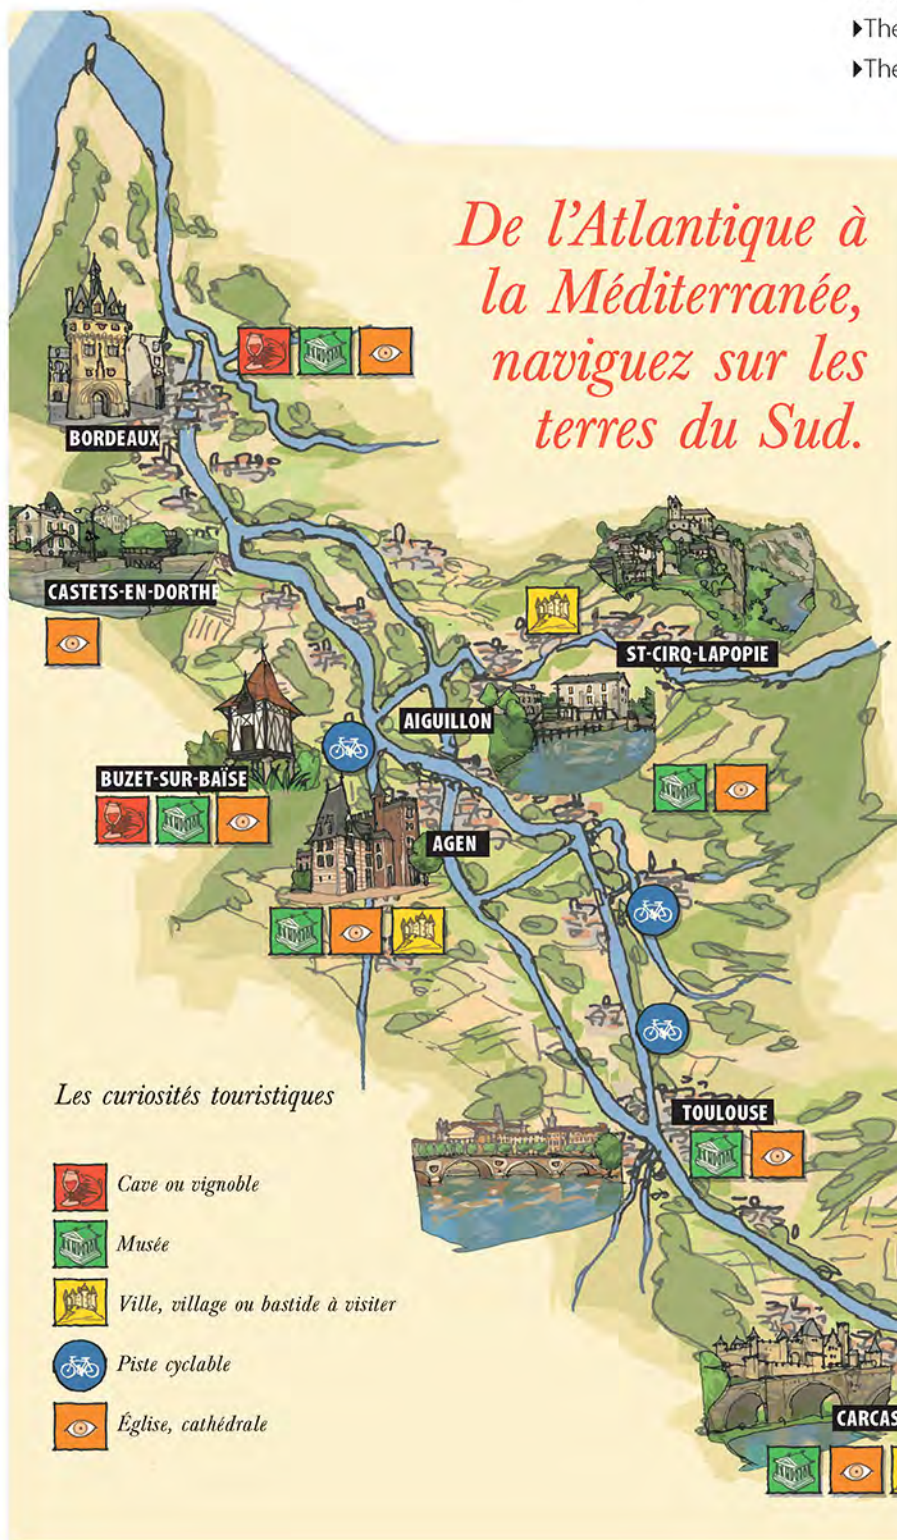 ▶The
▶The
De l'Atlantique à
la Méditerranée,
naviguez sur les
terres du Sud.
BORDEAUX
CASTETS-EN-DORTHE
ST-CIRQ-LAPOPIE
AIGUILLON
BUZET-SUR-BAÏSE
AGEN
TOULOUSE
CARCAS
Les curiosités touristiques
Cave ou vignoble
Musée
Ville, village ou bastide à visiter
Piste cyclable
Église, cathédrale